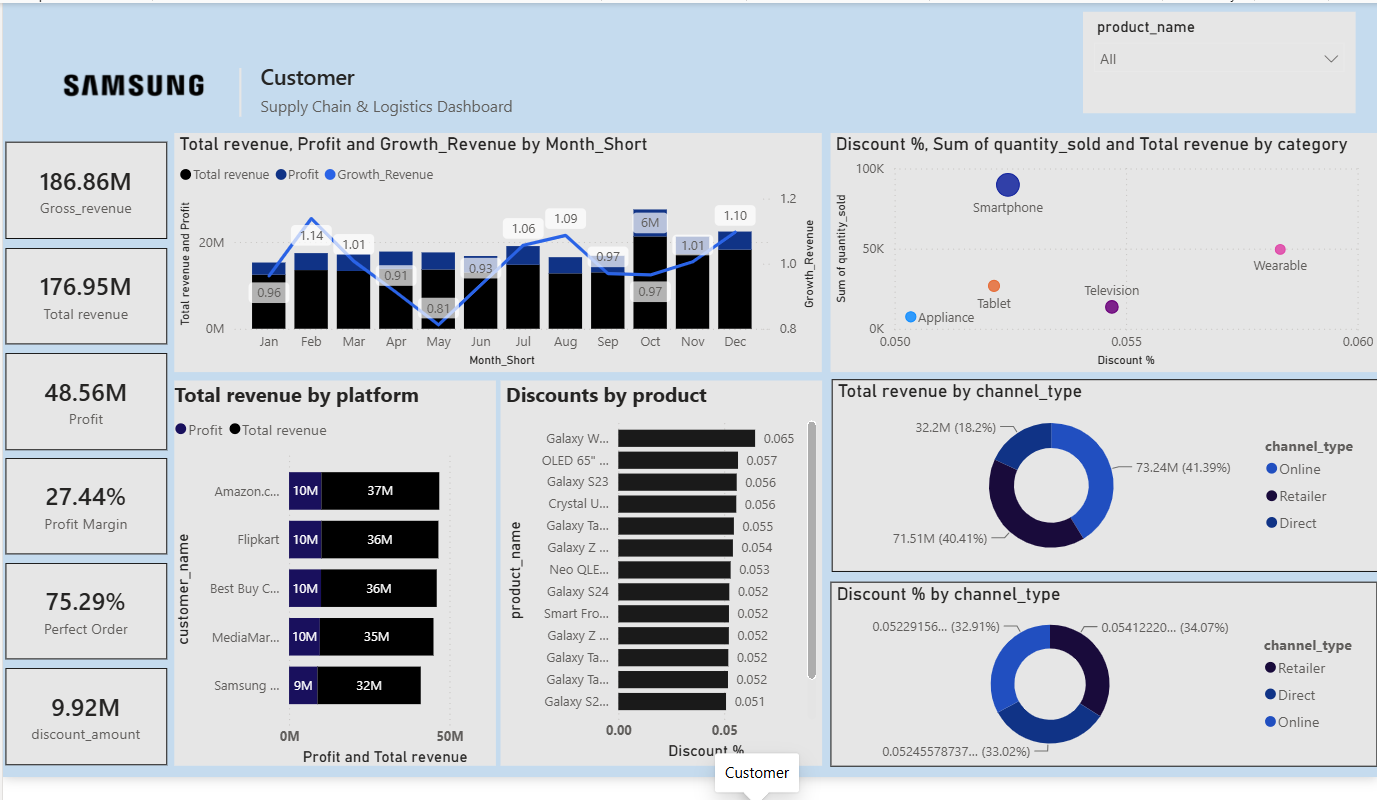 product_name
All
SAMSUNG
Customer
Supply Chain & Logistics Dashboard
186.86M
Gross_revenue
176.95M
Total revenue
48.56M
Profit
27.44%
Profit Margin
75.29%
Perfect Order
9.92M
discount_amount
Total revenue, Profit and Growth_Revenue by Month_Short
Total revenue Profit Growth_Revenue
Total revenue and Profit
20M
0M
0.96
1.14
1.01
0.91
0.81
0.93
1.06
1.09
0.97
6M
0.97
1.01
1.10
1.2
1.0
0.8
Growth_Revenue
Jan Feb Mar Apr May Jun Jul Aug Sep Oct Nov Dec
Month_Short
Discount %, Sum of quantity_sold and Total revenue by category
Sum of quantity_sold
100K
50K
0K
Smartphone
Wearable
Tablet
Television
Appliance
0.050 0.055 0.060
Discount %
Total revenue by platform
Profit Total revenue
customer_name
Amazon.c... 10M 37M
Flipkart 10M 36M
Best Buy C... 10M 36M
MediaMar... 10M 35M
Samsung ... 9M 32M
0M 50M
Profit and Total revenue
Discounts by product
product_name
Galaxy W... 0.065
OLED 65" ... 0.057
Galaxy S23 0.056
Crystal U... 0.056
Galaxy Ta... 0.055
Galaxy Z ... 0.054
Neo QLE... 0.053
Galaxy S24 0.052
Smart Fro... 0.052
Galaxy Z ... 0.052
Galaxy Ta... 0.052
Galaxy Ta... 0.052
Galaxy S2... 0.051
0.00 0.05
Discount %
Total revenue by channel_type
32.2M (18.2%)
73.24M (41.39%)
71.51M (40.41%)
channel_type
Online
Retailer
Direct
Discount % by channel_type
0.05229156... (32.91%)
0.05412220... (34.07%)
0.05245578737... (33.02%)
channel_type
Retailer
Direct
Online
Customer